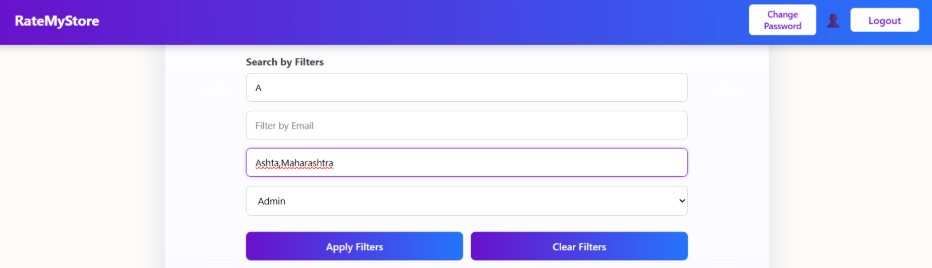 RateMyStore
Change
Password
Logout
Search by Filters
A
Filter by Email
Ashta,Maharashtra
Admin
Apply Filters
Clear Filters